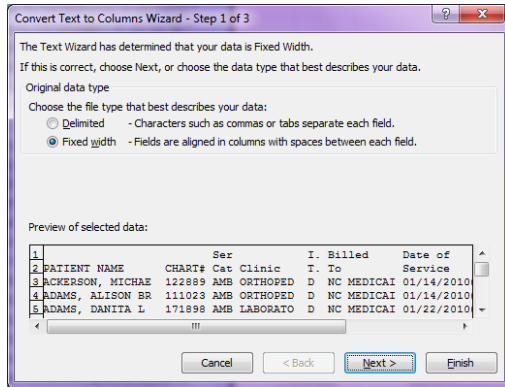 Convert Text to Columns Wizard - Step 1 of 3
The Text Wizard has determined that your data is Fixed Width.
If this is correct, choose Next, or choose the data type that best describes your data.
Original data type
Choose the file type that best describes your data:
Delimited - Characters such as commas or tabs separate each field.
Fixed width - Fields are aligned in columns with spaces between each field.
Preview of selected data:
1 Ser I. Billed Date of
2 PATIENT NAME CHART# Cat Clinic T. To Service
3 ACKERSON, MICHAE 122889 AMB ORTHOPED D NC MEDICAI 01/14/2010
4 ADAMS, ALISON BR 111023 AMB ORTHOPED D NC MEDICAI 01/14/2010
5 ADAMS, DANITA L 171898 AMB LABORATO D NC MEDICAI 01/22/2010
Cancel < Back Next > Finish